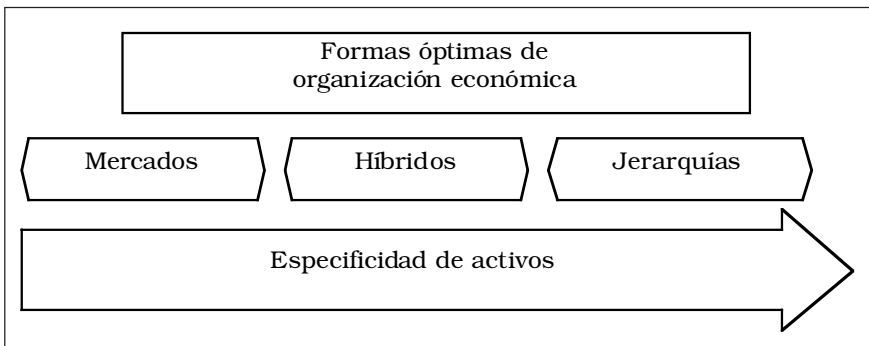 Formas óptimas de
organización económica
Mercados
Híbridos
Jerarquías
Especificidad de activos